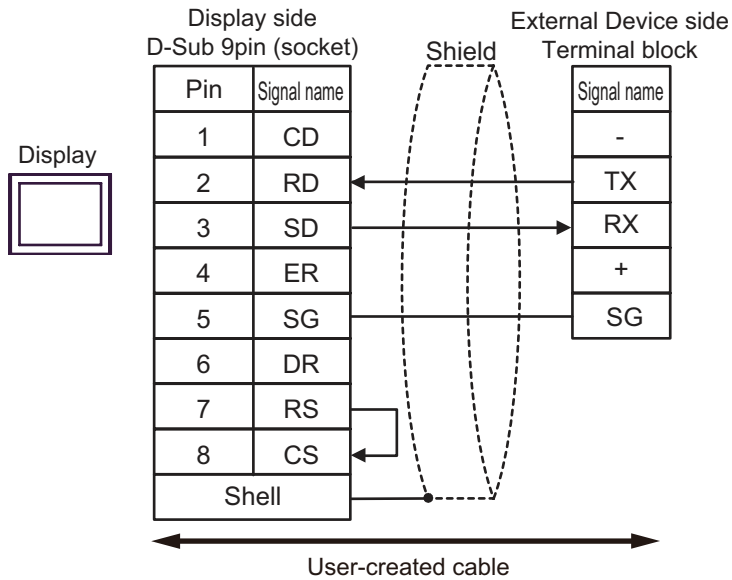 Display side
D-Sub 9pin (socket)
External Device side
Terminal block
Shield
Display
Pin Signal name
1 CD
2 RD
3 SD
4 ER
5 SG
6 DR
7 RS
8 CS
Shell
Signal name
-
TX
RX
+
SG
User-created cable